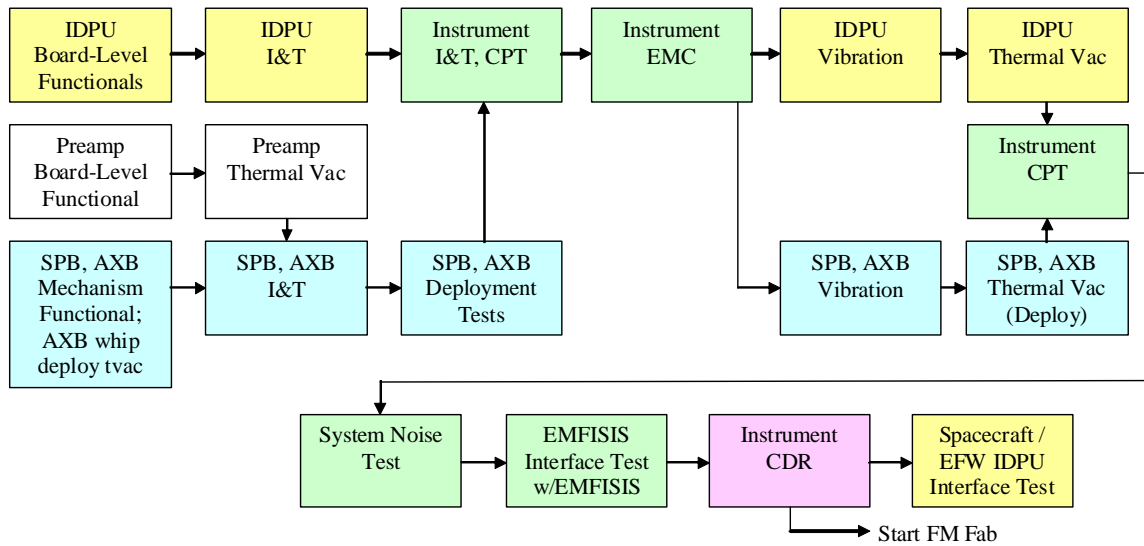 IDPU
Board-Level
Functionals
IDPU
I&T
Instrument
I&T, CPT
Instrument
EMC
IDPU
Vibration
IDPU
Thermal Vac
Preamp
Board-Level
Functional
Preamp
Thermal Vac
Instrument
CPT
SPB, AXB
Mechanism
Functional;
AXB whip
deploy tvac
SPB, AXB
I&T
SPB, AXB
Deployment
Tests
SPB, AXB
Vibration
SPB, AXB
Thermal Vac
(Deploy)
System Noise
Test
EMFISIS
Interface Test
w/EMFISIS
Instrument
CDR
Spacecraft /
EFW IDPU
Interface Test
Start FM Fab